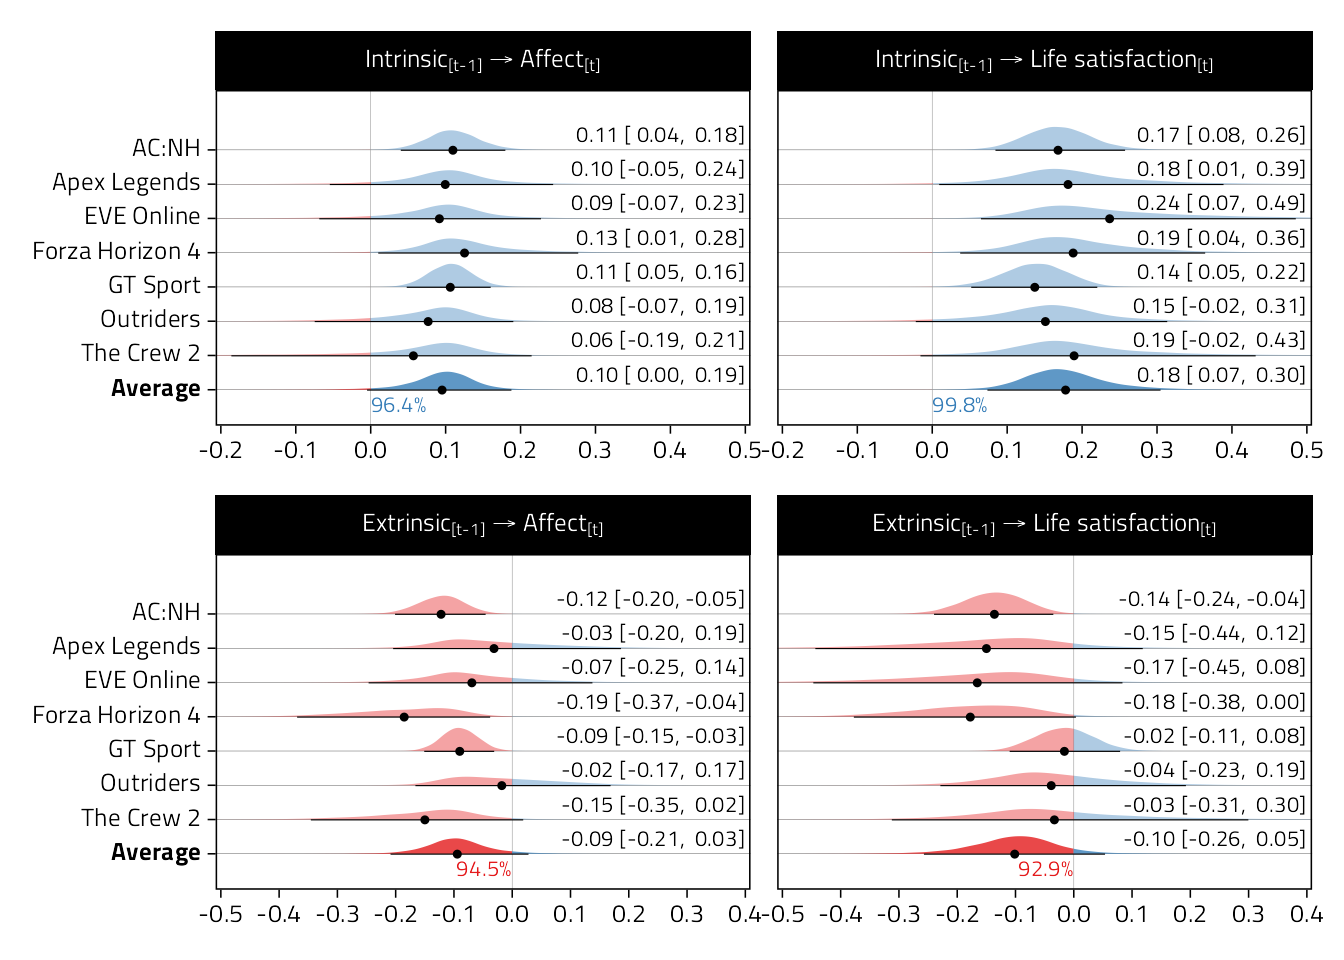 Intrinsic[t-1] → Affect[t]
Intrinsic[t-1] → Life satisfaction[t]
AC:NH 0.11 [ 0.04, 0.18] 0.17 [ 0.08, 0.26]
Apex Legends 0.10 [-0.05, 0.24] 0.18 [ 0.01, 0.39]
EVE Online 0.09 [-0.07, 0.23] 0.24 [ 0.07, 0.49]
Forza Horizon 4 0.13 [ 0.01, 0.28] 0.19 [ 0.04, 0.36]
GT Sport 0.11 [ 0.05, 0.16] 0.14 [ 0.05, 0.22]
Outriders 0.08 [-0.07, 0.19] 0.15 [-0.02, 0.31]
The Crew 2 0.06 [-0.19, 0.21] 0.19 [-0.02, 0.43]
Average 0.10 [ 0.00, 0.19] 0.18 [ 0.07, 0.30]
96.4% 99.8%
-0.2 -0.1 0.0 0.1 0.2 0.3 0.4 0.5 -0.2 -0.1 0.0 0.1 0.2 0.3 0.4 0.5
Extrinsic[t-1] → Affect[t]
Extrinsic[t-1] → Life satisfaction[t]
AC:NH -0.12 [-0.20, -0.05] -0.14 [-0.24, -0.04]
Apex Legends -0.03 [-0.20, 0.19] -0.15 [-0.44, 0.12]
EVE Online -0.07 [-0.25, 0.14] -0.17 [-0.45, 0.08]
Forza Horizon 4 -0.19 [-0.37, -0.04] -0.18 [-0.38, 0.00]
GT Sport -0.09 [-0.15, -0.03] -0.02 [-0.11, 0.08]
Outriders -0.02 [-0.17, 0.17] -0.04 [-0.23, 0.19]
The Crew 2 -0.15 [-0.35, 0.02] -0.03 [-0.31, 0.30]
Average -0.09 [-0.21, 0.03] -0.10 [-0.26, 0.05]
94.5% 92.9%
-0.5 -0.4 -0.3 -0.2 -0.1 0.0 0.1 0.2 0.3 0.4 -0.5 -0.4 -0.3 -0.2 -0.1 0.0 0.1 0.2 0.3 0.4